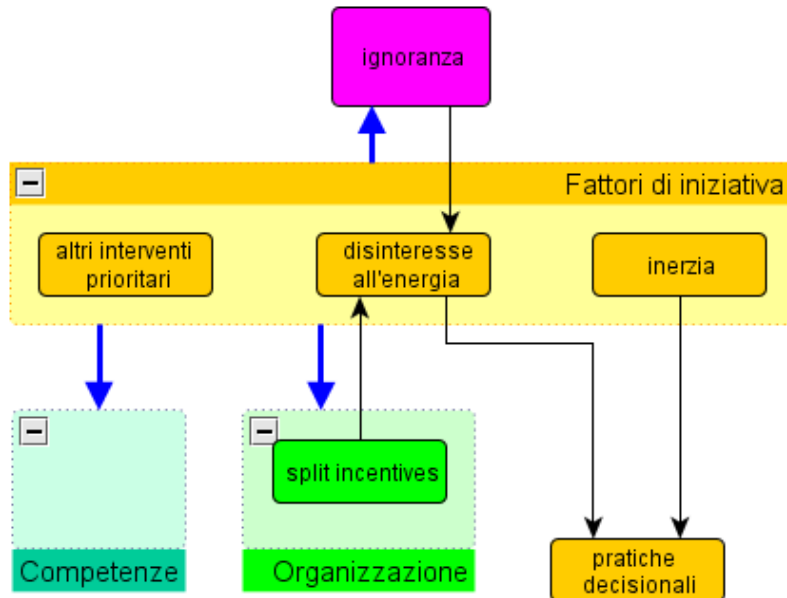 ignoranza
Fattori di iniziativa
altri interventi
prioritari
disinteresse
all'energia
inerzia
split incentives
Competenze
Organizzazione
pratiche
decisionali